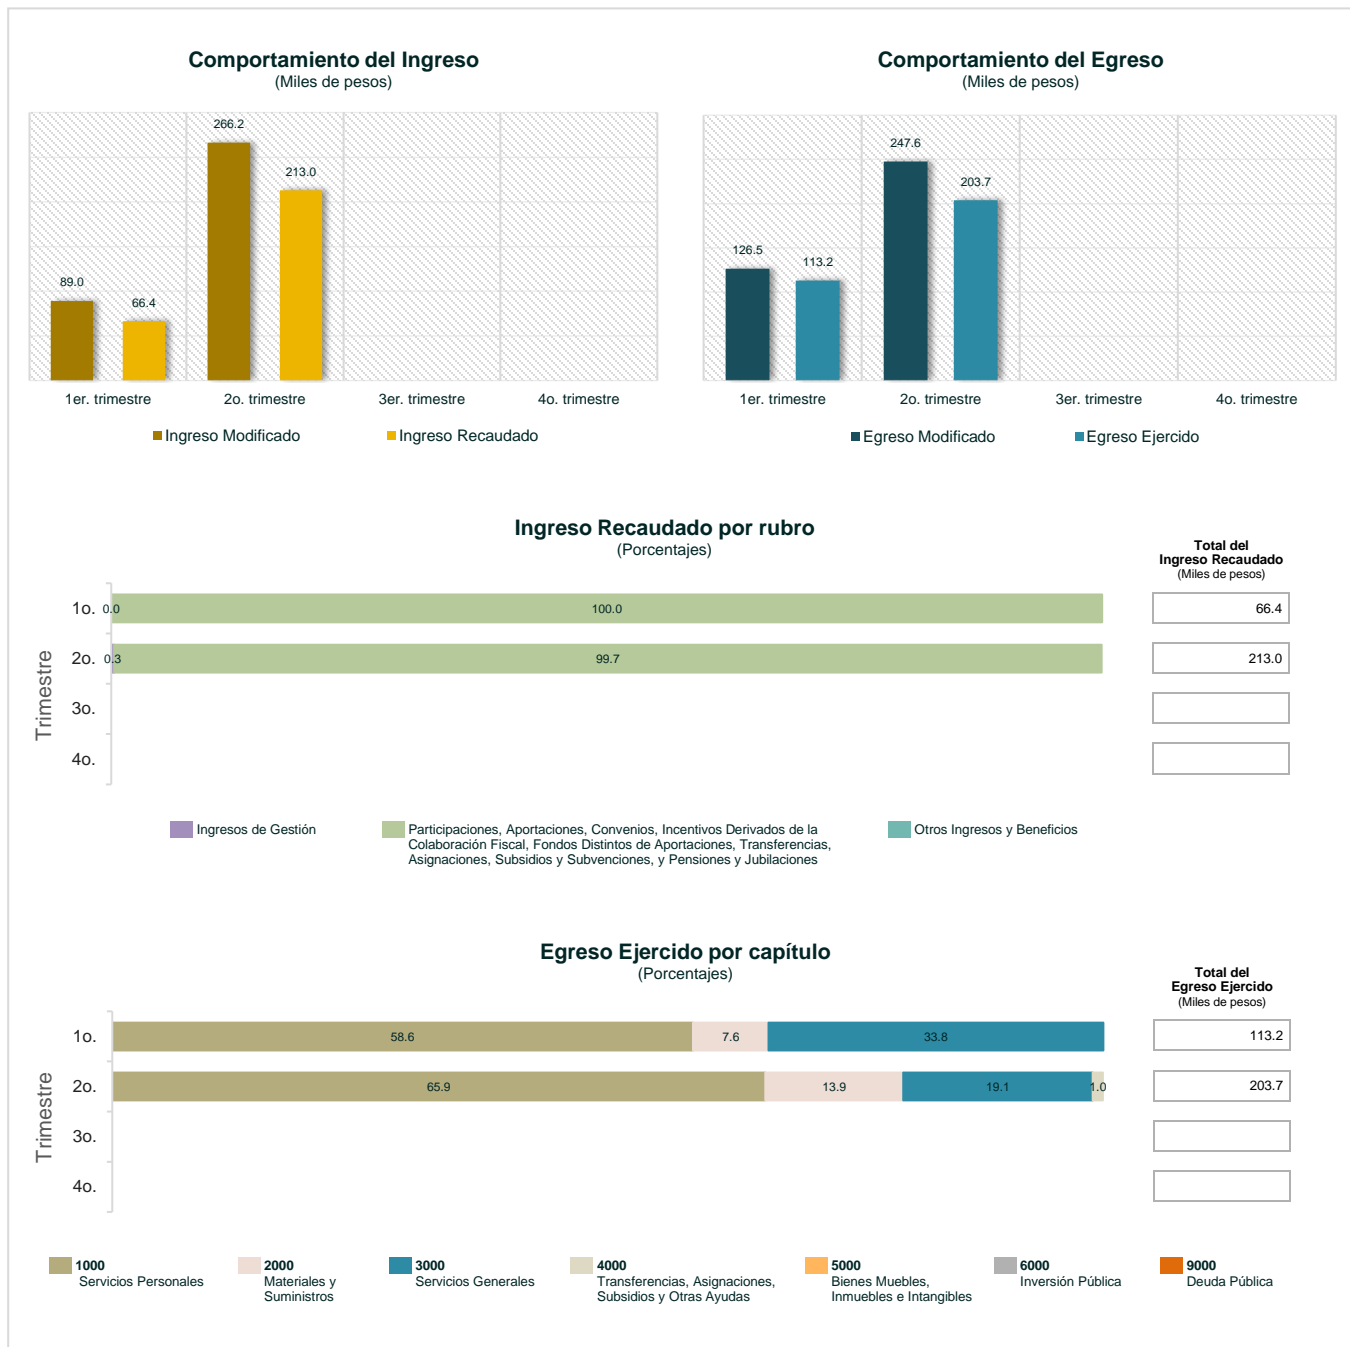 Comportamiento del Ingreso
(Miles de pesos)
266.2
213.0
89.0
66.4
1er. trimestre
2o. trimestre
3er. trimestre
4o. trimestre
Ingreso Modificado
Ingreso Recaudado
Comportamiento del Egreso
(Miles de pesos)
247.6
203.7
126.5
113.2
1er. trimestre
2o. trimestre
3er. trimestre
4o. trimestre
Egreso Modificado
Egreso Ejercido
Ingreso Recaudado por rubro
(Porcentajes)
Total del
Ingreso Recaudado
(Miles de pesos)
Trimestre
1o.
0.0
100.0
66.4
2o.
0.3
99.7
213.0
3o.
4o.
Ingresos de Gestión
Participaciones, Aportaciones, Convenios, Incentivos Derivados de la
Colaboración Fiscal, Fondos Distintos de Aportaciones, Transferencias,
Asignaciones, Subsidios y Subvenciones, y Pensiones y Jubilaciones
Otros Ingresos y Beneficios
Egreso Ejercido por capítulo
(Porcentajes)
Total del
Egreso Ejercido
(Miles de pesos)
Trimestre
1o.
58.6
7.6
33.8
113.2
2o.
65.9
13.9
19.1
1.0
203.7
3o.
4o.
1000
Servicios Personales
2000
Materiales y
Suministros
3000
Servicios Generales
4000
Transferencias, Asignaciones,
Subsidios y Otras Ayudas
5000
Bienes Muebles,
Inmuebles e Intangibles
6000
Inversión Pública
9000
Deuda Pública